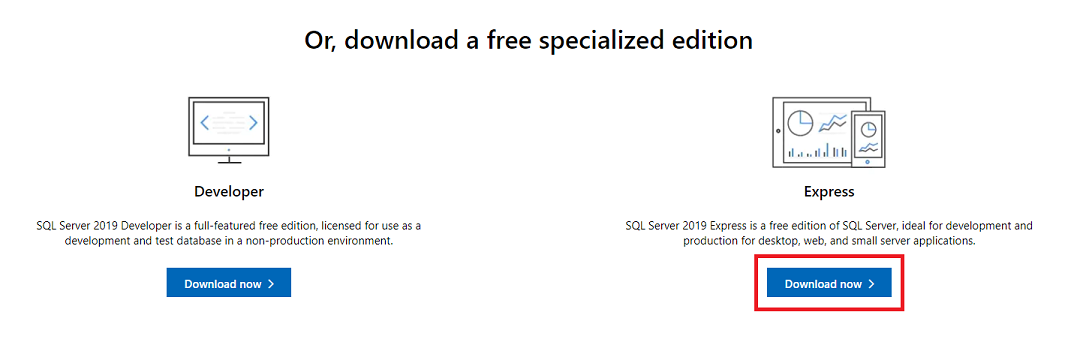 Or, download a free specialized edition
Developer
SQL Server 2019 Developer is a full-featured free edition, licensed for use as a
development and test database in a non-production environment.
Download now
Express
SQL Server 2019 Express is a free edition of SQL Server, ideal for development and
production for desktop, web, and small server applications.
Download now